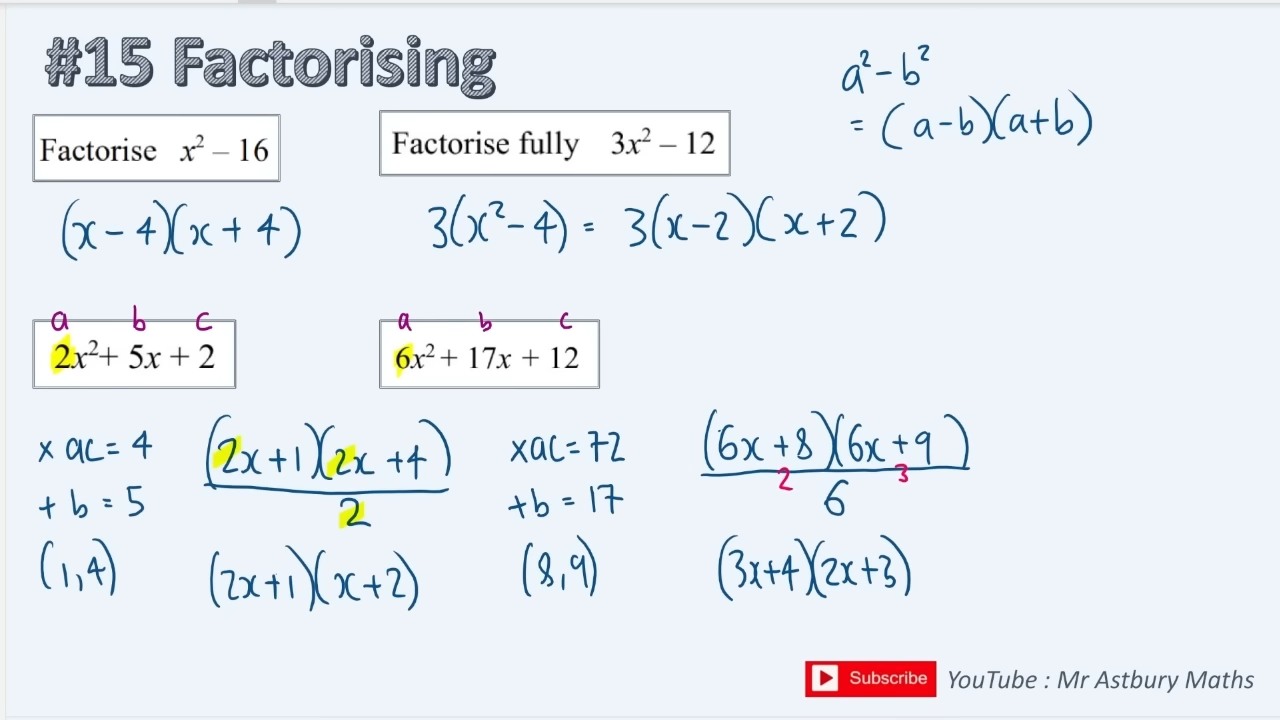 #15 Factorising
a² – b²
= (a–b)(a+b)
Factorise x² – 16
Factorise fully 3x² – 12
(x – 4)(x + 4)
3(x² – 4) = 3(x–2)(x+2)
a b c
2x² + 5x + 2
a b c
6x² + 17x + 12
x ac = 4
+ b = 5
(1,4)
(2x+1)(2x+4)
2
(2x+1)(x+2)
xac = 72
+b = 17
(8,9)
(6x+8)(6x+9)
2 3
6
(3x+4)(2x+3)
Subscribe YouTube : Mr Astbury Maths